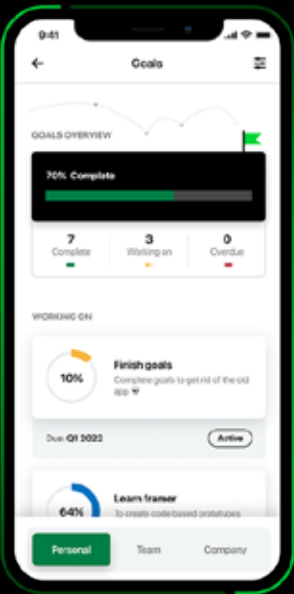 9:41
Goals
GOALS OVERVIEW
70% Complete
7
Complete
3
Working on
0
Overdue
WORKING ON
10%
Finish goals
Complete goals to get rid of the old
app
Due: Q1 2022
Active
64%
Learn framer
To create code based prototypes
Personal
Team
Company